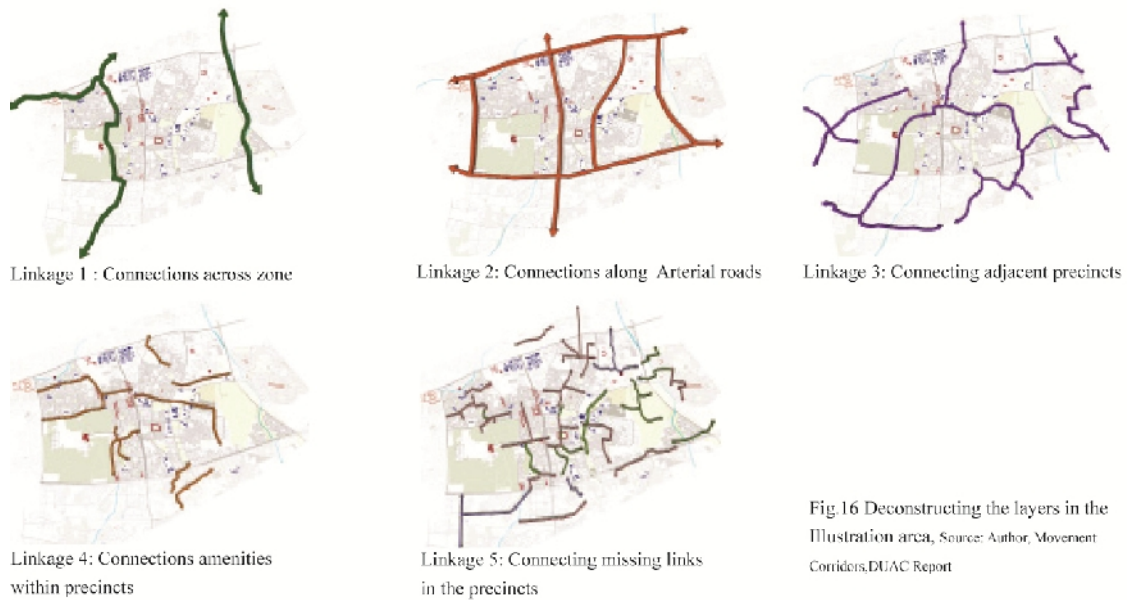 Linkage 1 : Connections across zone
Linkage 2: Connections along Arterial roads
Linkage 3: Connecting adjacent precincts
Linkage 4: Connections amenities
within precincts
Linkage 5: Connecting missing links
in the precincts
Fig.16 Deconstructing the layers in the
Illustration area, Source: Author, Movement
Corridors,DUAC Report